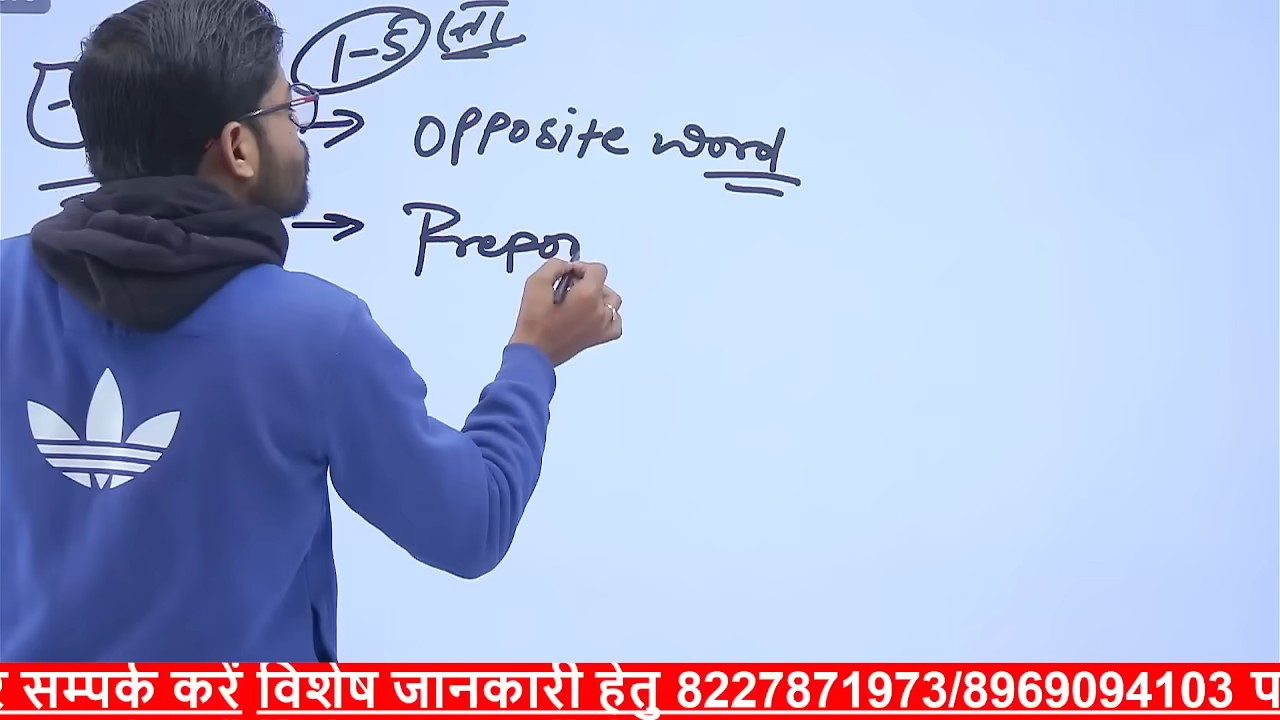 1-5
→ Opposite word
→ Prepo
र सम्पर्क करें विशेष जानकारी हेतु 8227871973/8969094103 प